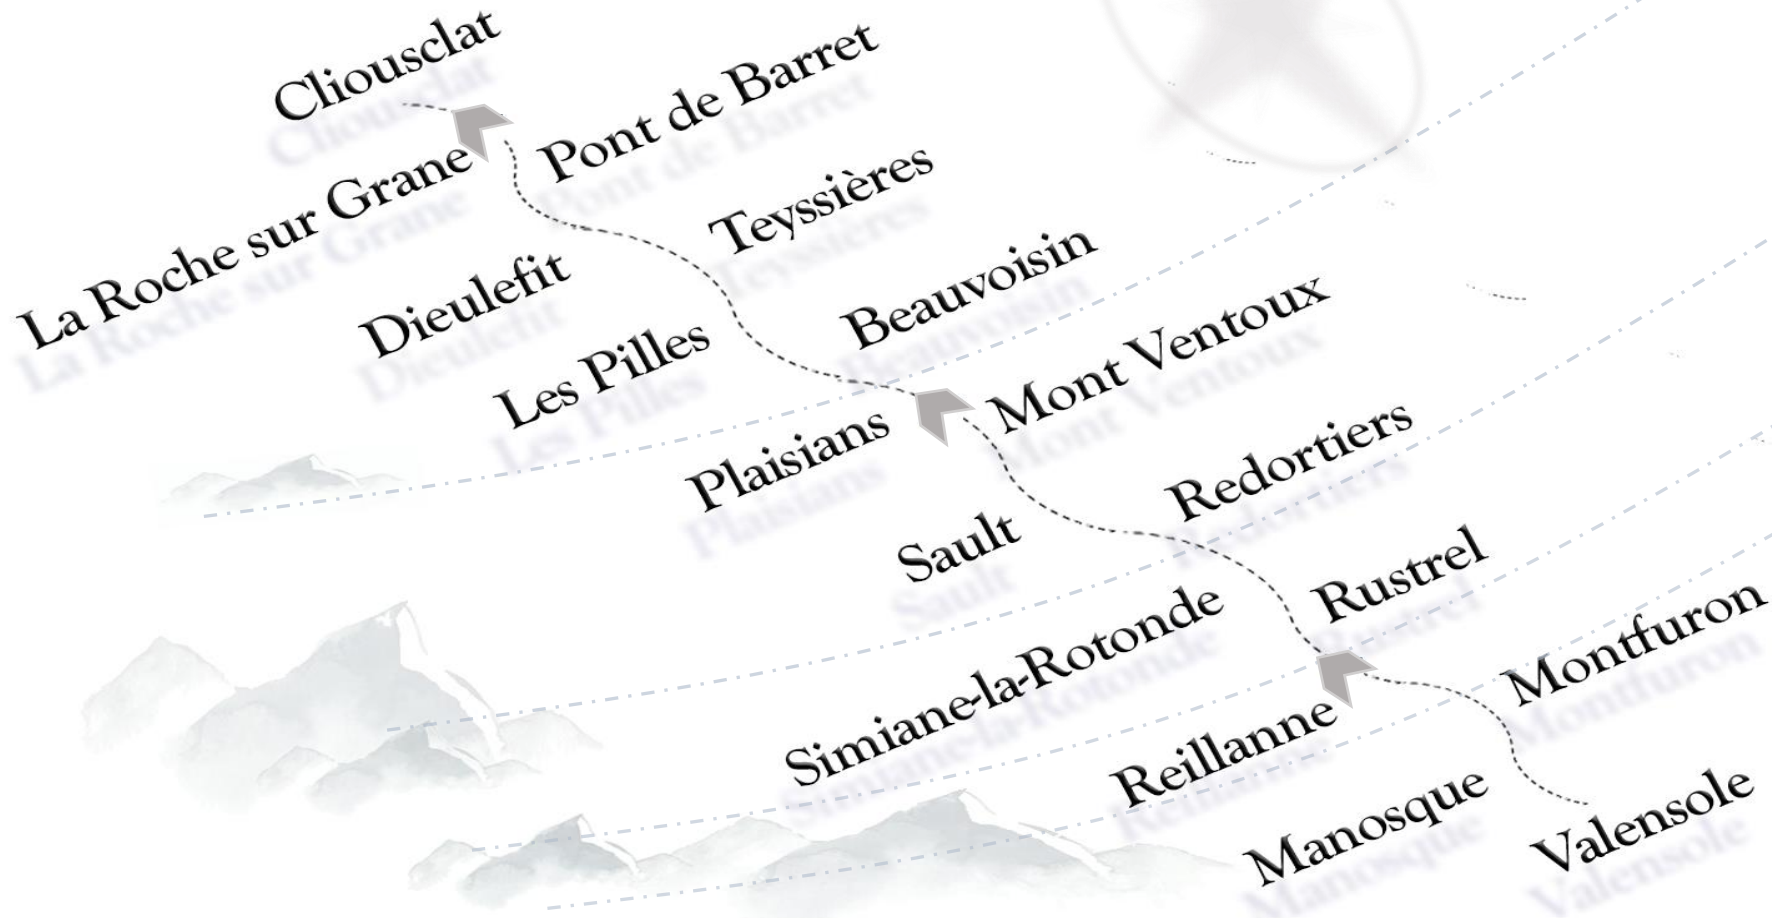 Cliousclat
Pont de Barret
La Roche sur Grane
Teyssières
Dieulefit
Beauvoisin
Les Pilles
Mont Ventoux
Plaisians
Redortiers
Sault
Rustrel
Simiane-la-Rotonde
Montfuron
Reillanne
Manosque
Valensole